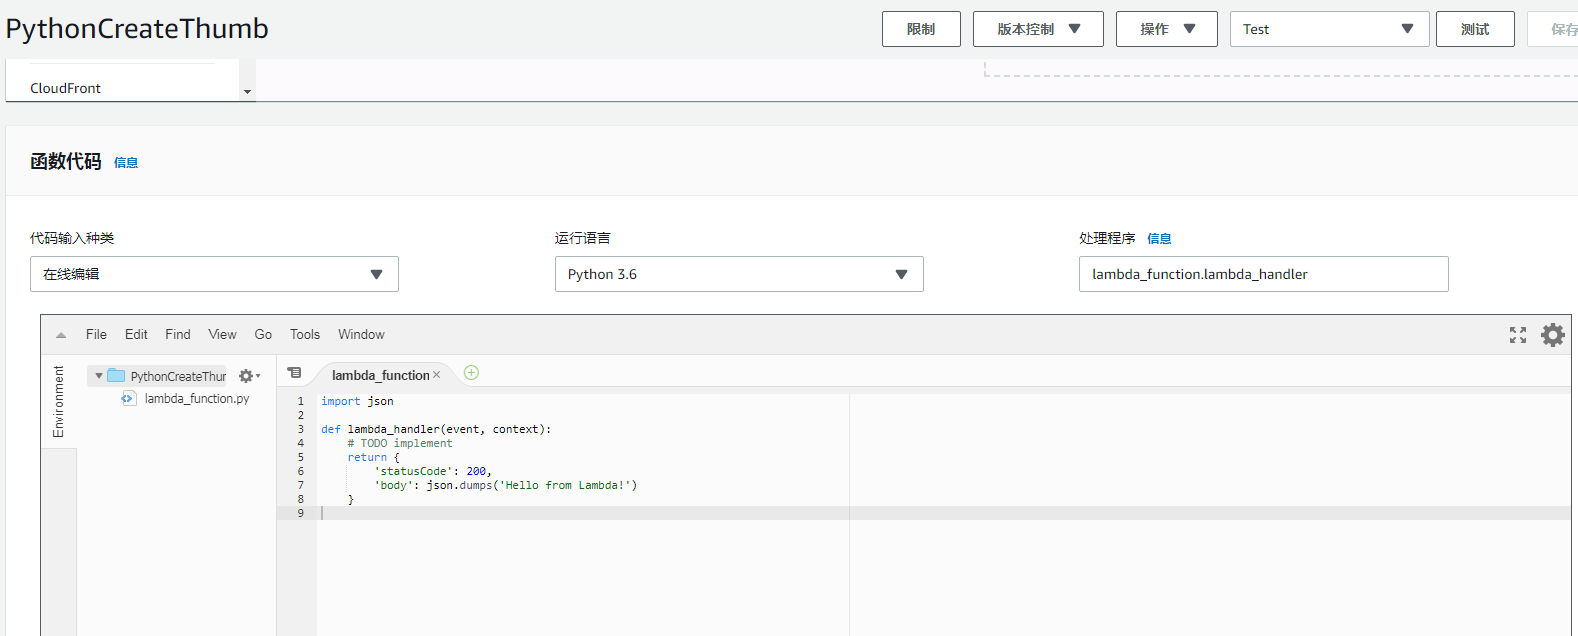 PythonCreateThumb
限制
版本控制
操作
Test
测试
保存
CloudFront
函数代码 信息
代码输入种类
运行语言
处理程序 信息
在线编辑
Python 3.6
lambda_function.lambda_handler
File Edit Find View Go Tools Window
Environment
PythonCreateThur
lambda_function.py
lambda_function
1 import json
2
3 def lambda_handler(event, context):
4 # TODO implement
5 return {
6 'statusCode': 200,
7 'body': json.dumps('Hello from Lambda!')
8 }
9